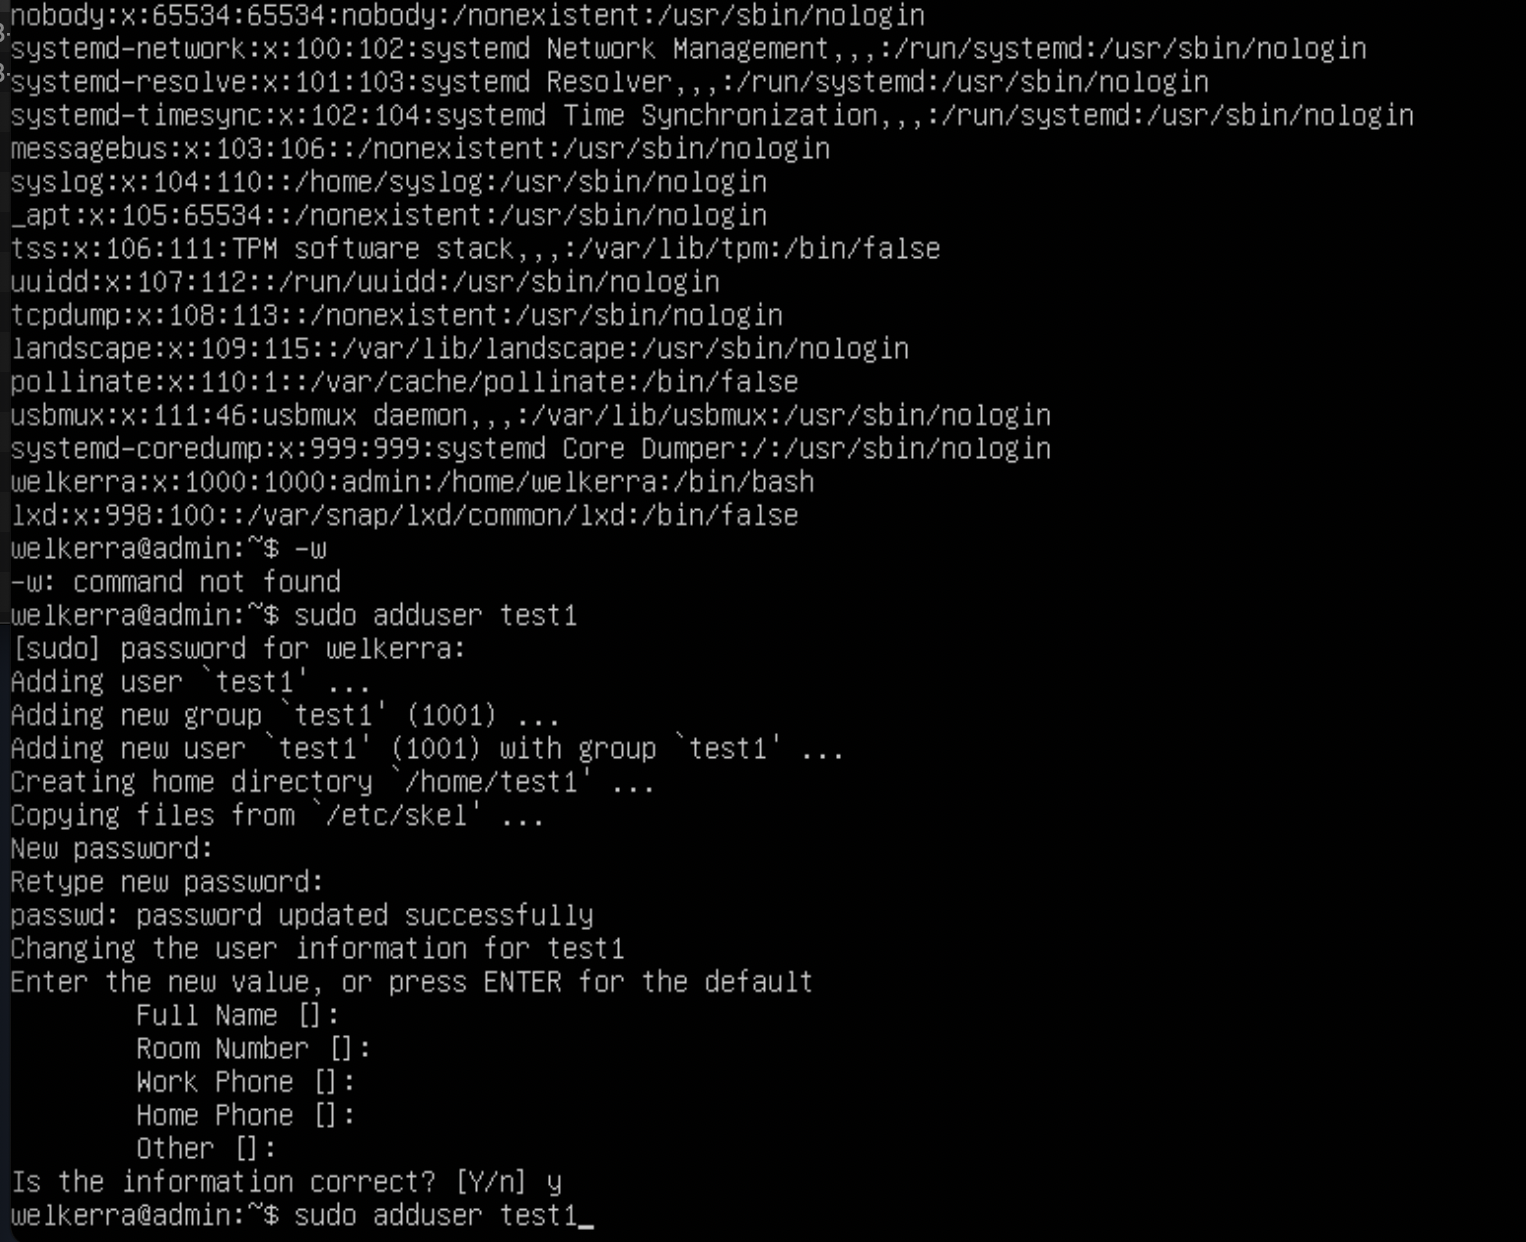 nobody:x:65534:65534:nobody:/nonexistent:/usr/sbin/nologin
systemd-network:x:100:102:systemd Network Management,,,:/run/systemd:/usr/sbin/nologin
systemd-resolve:x:101:103:systemd Resolver,,,:/run/systemd:/usr/sbin/nologin
systemd-timesync:x:102:104:systemd Time Synchronization,,,:/run/systemd:/usr/sbin/nologin
messagebus:x:103:106::/nonexistent:/usr/sbin/nologin
syslog:x:104:110::/home/syslog:/usr/sbin/nologin
_apt:x:105:65534::/nonexistent:/usr/sbin/nologin
tss:x:106:111:TPM software stack,,,:/var/lib/tpm:/bin/false
uuidd:x:107:112::/run/uuidd:/usr/sbin/nologin
tcpdump:x:108:113::/nonexistent:/usr/sbin/nologin
landscape:x:109:115::/var/lib/landscape:/usr/sbin/nologin
pollinate:x:110:1::/var/cache/pollinate:/bin/false
usbmux:x:111:46:usbmux daemon,,,:/var/lib/usbmux:/usr/sbin/nologin
systemd-coredump:x:999:999:systemd Core Dumper:/:/usr/sbin/nologin
welkerra:x:1000:1000:admin:/home/welkerra:/bin/bash
lxd:x:998:100::/var/snap/lxd/common/lxd:/bin/false
welkerra@admin:~$ -w
-w: command not found
welkerra@admin:~$ sudo adduser test1
[sudo] password for welkerra:
Adding user `test1' ...
Adding new group `test1' (1001) ...
Adding new user `test1' (1001) with group `test1' ...
Creating home directory `/home/test1' ...
Copying files from `/etc/skel' ...
New password:
Retype new password:
passwd: password updated successfully
Changing the user information for test1
Enter the new value, or press ENTER for the default
Full Name []:
Room Number []:
Work Phone []:
Home Phone []:
Other []:
Is the information correct? [Y/n] y
welkerra@admin:~$ sudo adduser test1_